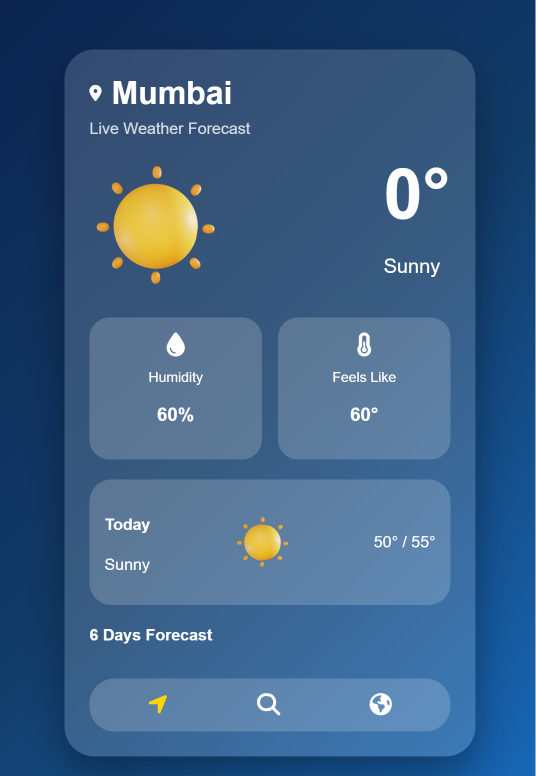 Mumbai
Live Weather Forecast
0°
Sunny
Humidity
60%
Feels Like
60°
Today
Sunny
50° / 55°
6 Days Forecast